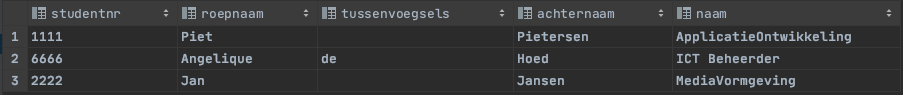 studentnr roepnaam tussenvoegsels achternaam naam
1 1111 Piet Pietersen ApplicatieOntwikkeling
2 6666 Angelique de Hoed ICT Beheerder
3 2222 Jan Jansen MediaVormgeving